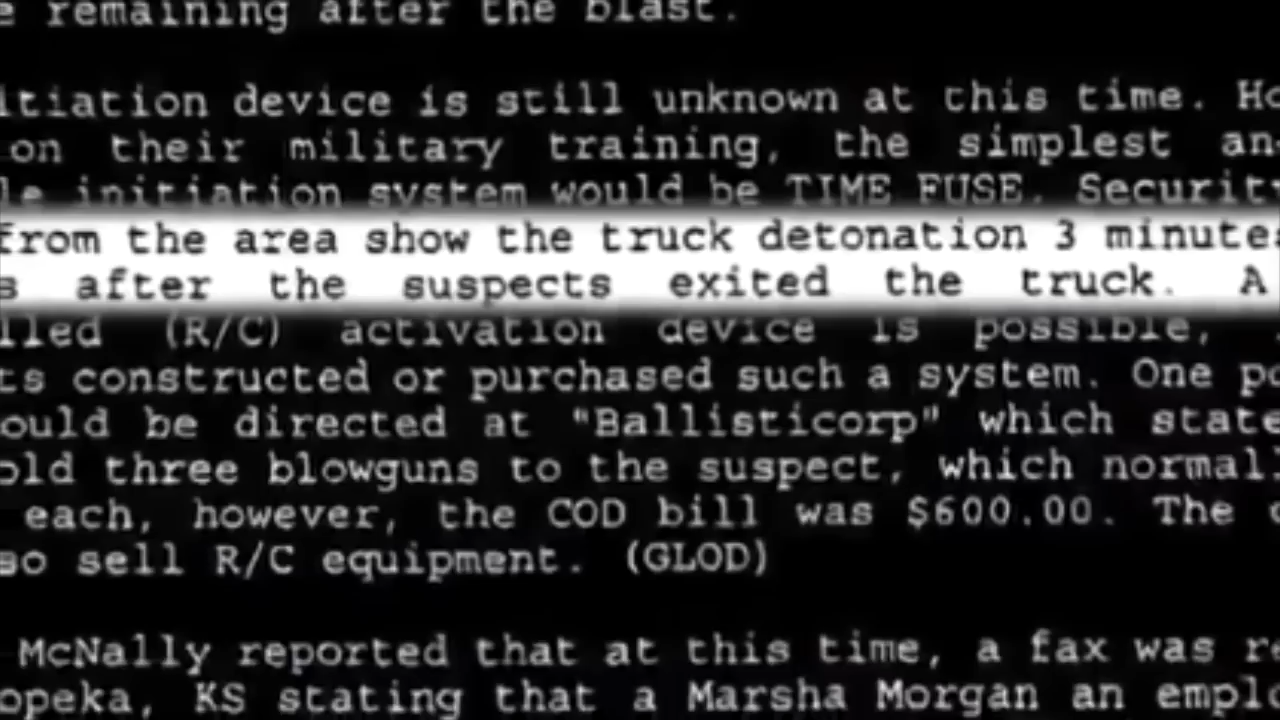 e remaining after the blast.
itiation device is still unknown at this time. Ho
on their military training, the simplest an
le initiation system would be TIME FUSE. Securit
from the area show the truck detonation 3 minute
s after the suspects exited the truck. A
lled (R/C) activation device is possible,
ts constructed or purchased such a system. One po
ould be directed at "Ballisticorp" which state
old three blowguns to the suspect, which normal
each, however, the COD bill was $600.00. The
so sell R/C equipment. (GLOD)
McNally reported that at this time, a fax was re
opeka, KS stating that a Marsha Morgan an emplo